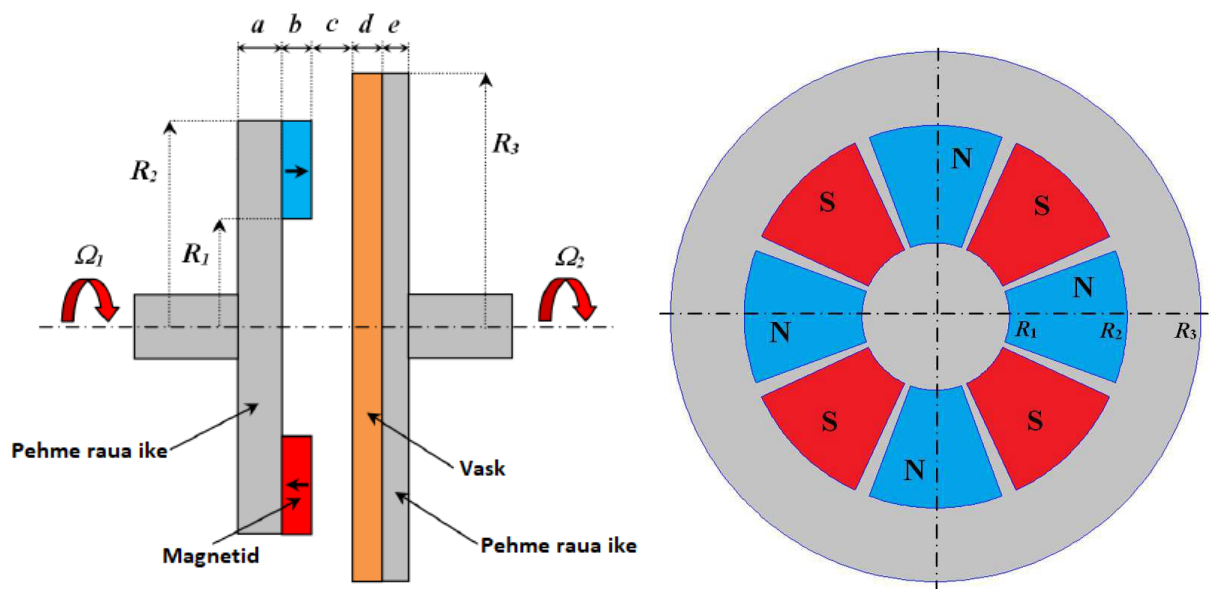 a b c d e
R2
R3
R1
Ω1
Ω2
Pehme raua ike
Vask
Magnetid
Pehme raua ike
N
S
S
N
N
R1 R2 R3
S
S
N